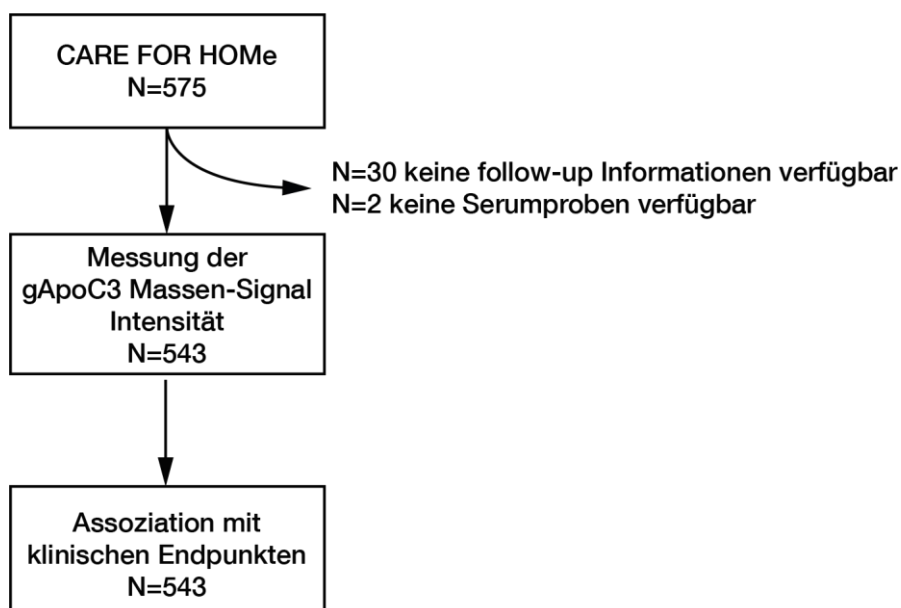 CARE FOR HOMe
N=575
N=30 keine follow-up Informationen verfügbar
N=2 keine Serumproben verfügbar
Messung der
gApoC3 Massen-Signal
Intensität
N=543
Assoziation mit
klinischen Endpunkten
N=543